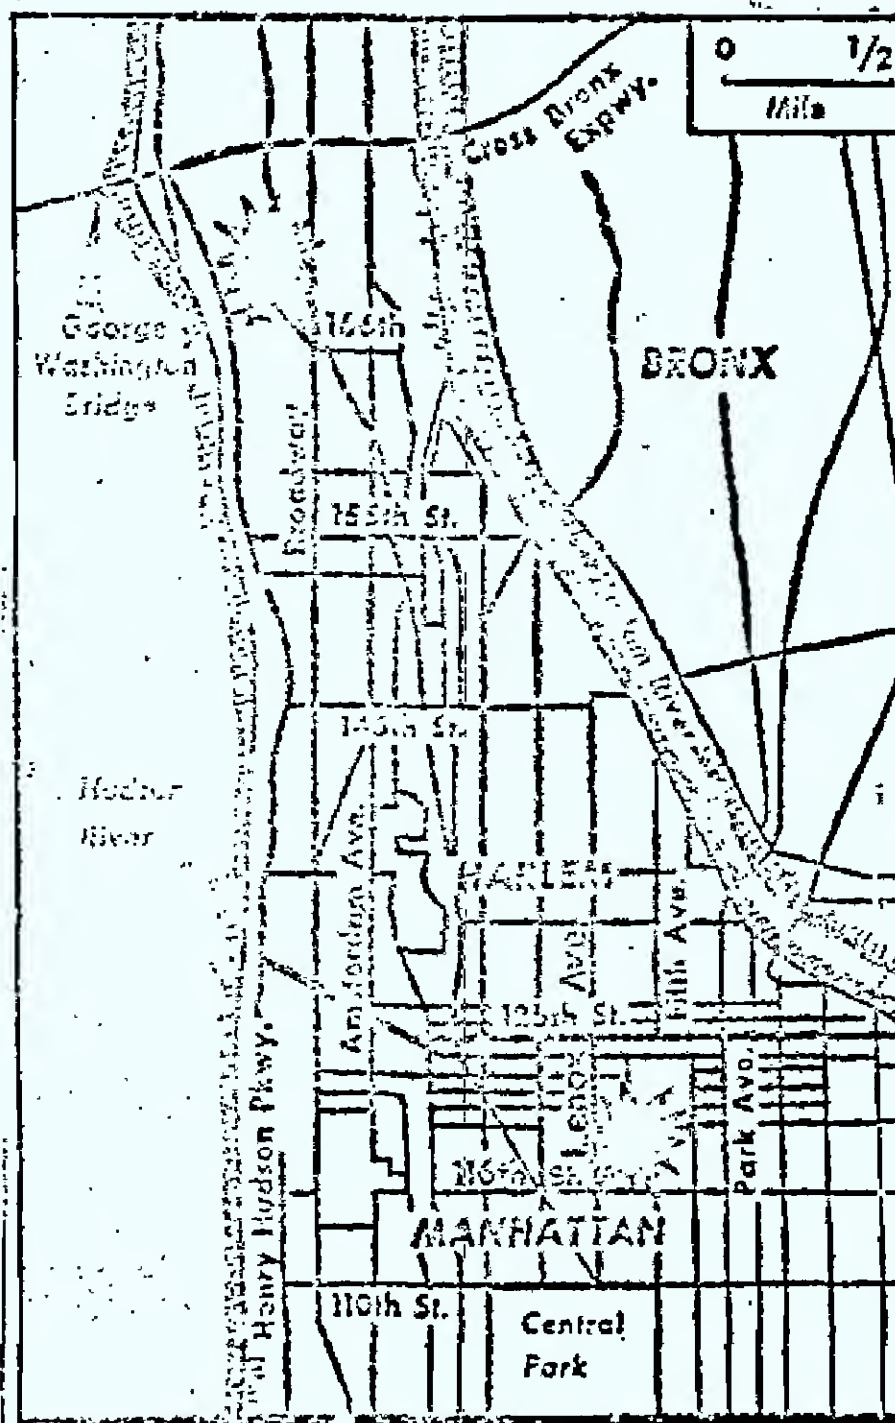 0 1/2
Mile
Cross Bronx
Expwy.
George
Washington
Bridge
166th
BRONX
Broadway
155th St.
145th St.
Hudson
River
HARLEM
Amsterdam Ave.
Lenox Ave.
Fifth Ave.
125th St.
Park Ave.
Henry Hudson Pkwy.
116th
MANHATTAN
110th St.
Central
Park